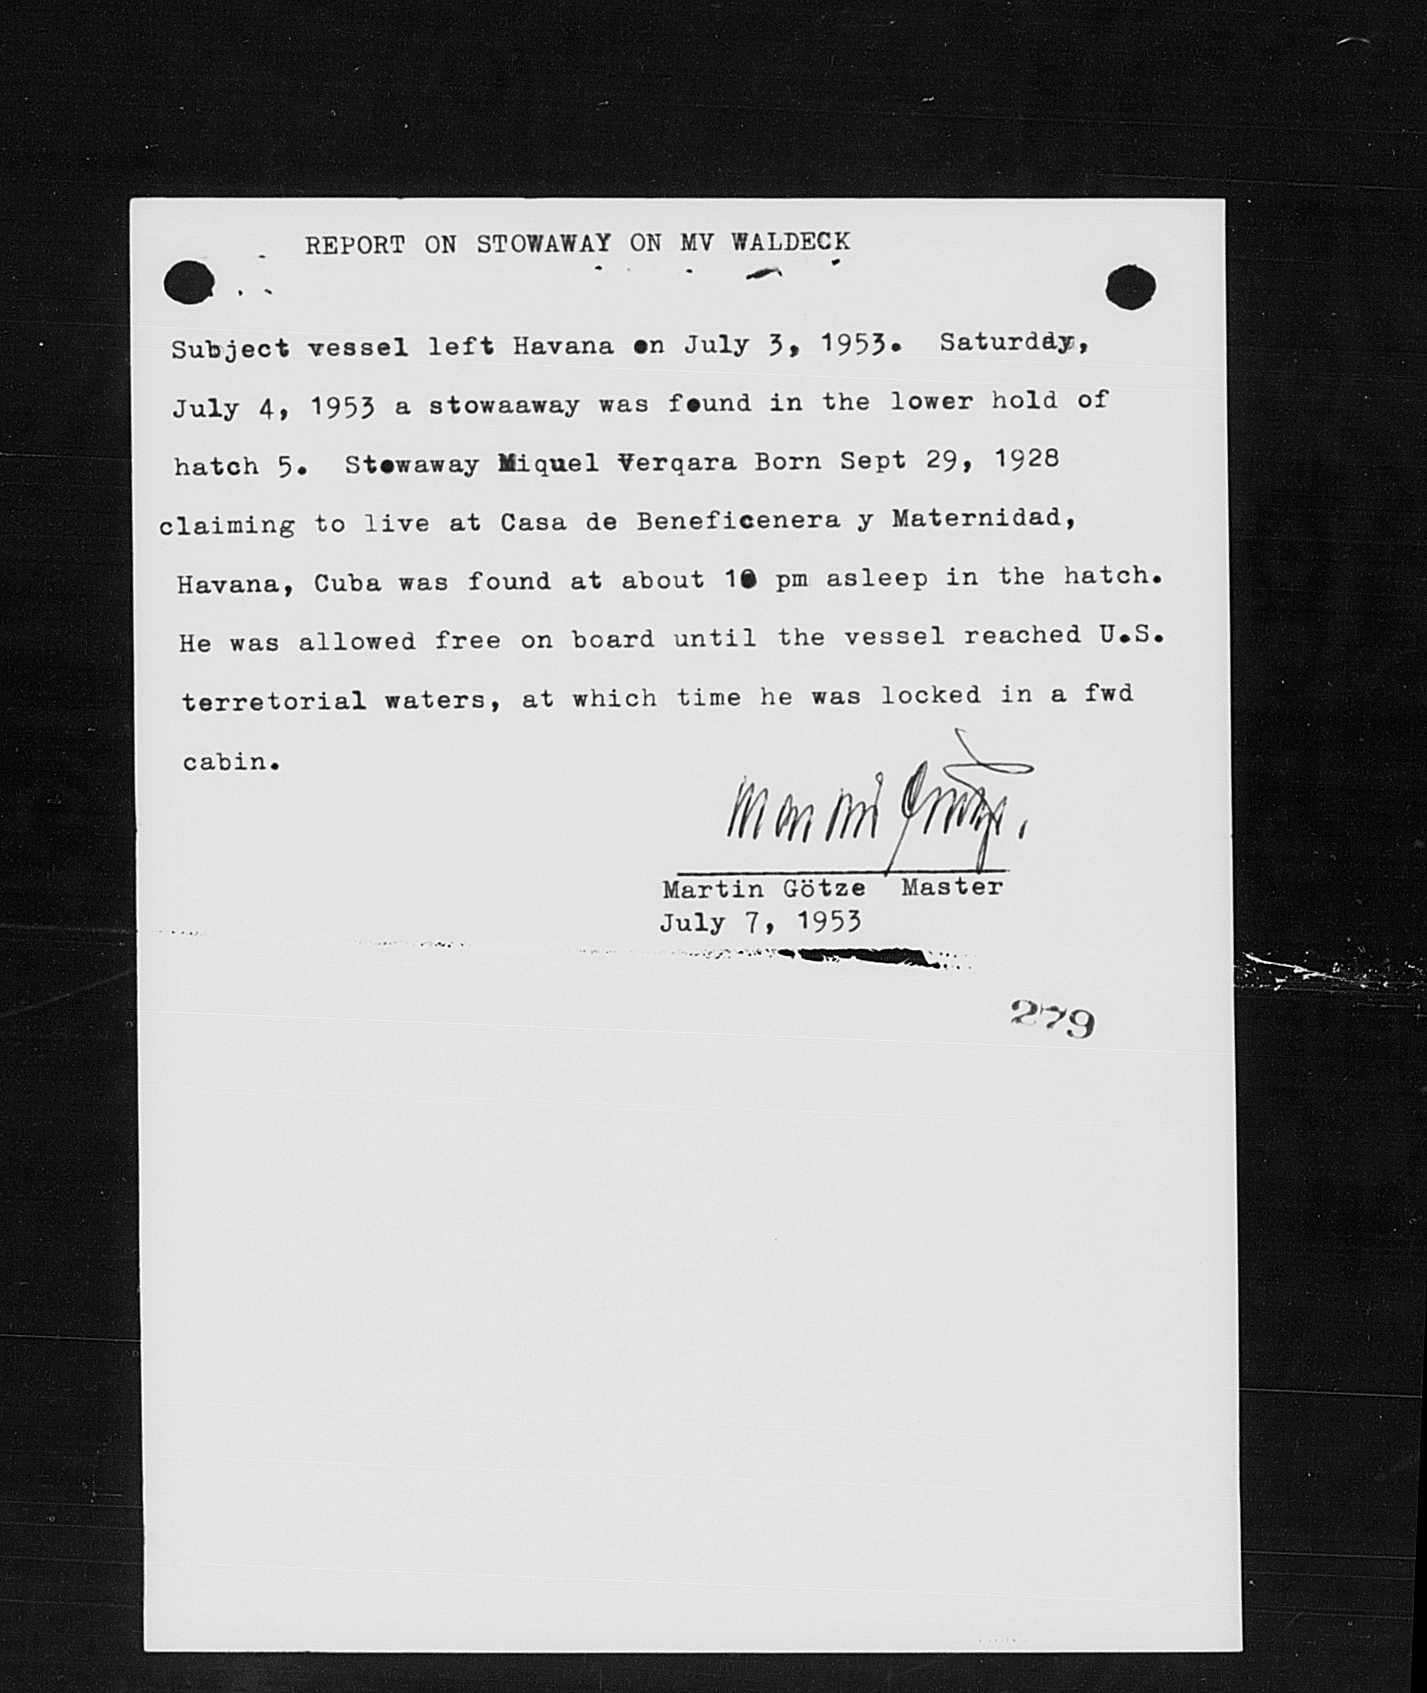 REPORT ON STOWAWAY ON MV WALDECK
Subject vessel left Havana on July 3, 1953. Saturday,
July 4, 1953 a stowaaway was found in the lower hold of
hatch 5. Stowaway Miquel Verqara Born Sept 29, 1928
claiming to live at Casa de Beneficenera y Maternidad,
Havana, Cuba was found at about 10 pm asleep in the hatch.
He was allowed free on board until the vessel reached U.S.
terretorial waters, at which time he was locked in a fwd
cabin.
Martin Götze.
Martin Götze Master
July 7, 1953
279